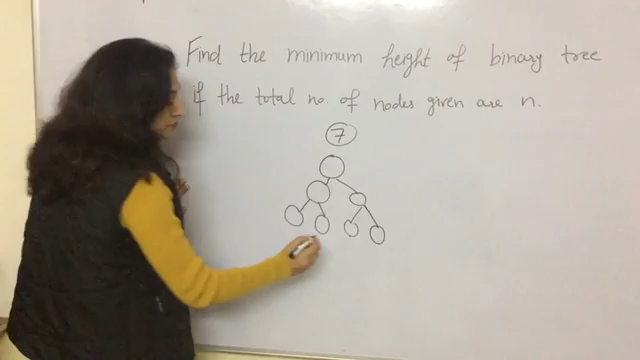 Find the minimum height of binary tree
if the total no. of nodes given are n.
7